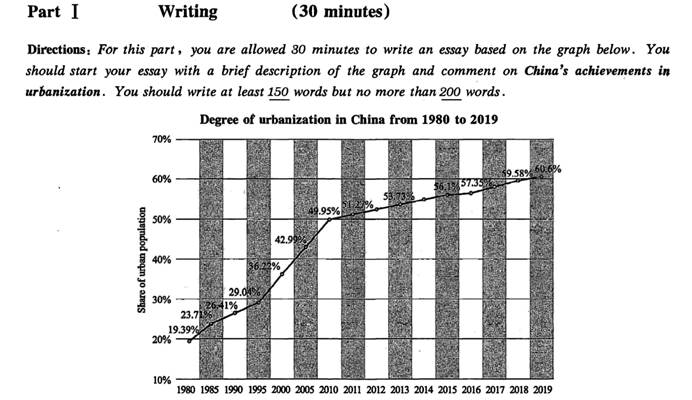 Part I Writing (30 minutes)
Directions: For this part, you are allowed 30 minutes to write an essay based on the graph below. You
should start your essay with a brief description of the graph and comment on China's achievements in
urbanization. You should write at least 150 words but no more than 200 words.
Degree of urbanization in China from 1980 to 2019
70%
60%
50%
40%
30%
20%
10%
Share of urban population
19.39%
23.71%
26.41%
29.04%
36.22%
42.99%
49.95%
51.27%
53.73%
56.1%
57.35%
59.58%
60.6%
1980 1985 1990 1995 2000 2005 2010 2011 2012 2013 2014 2015 2016 2017 2018 2019